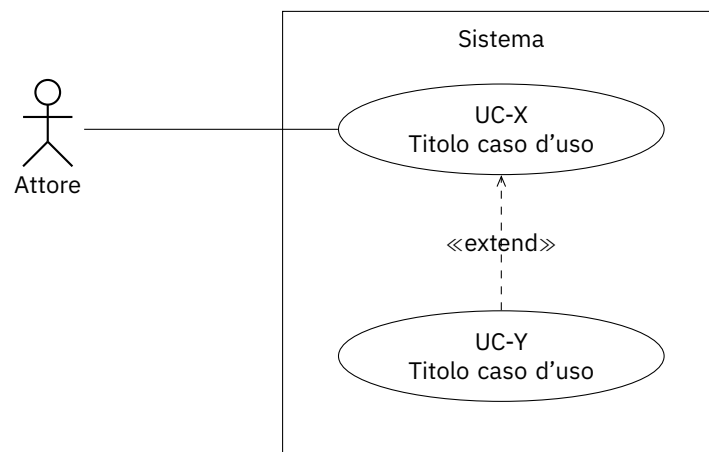 Sistema
UC-X
Titolo caso d’uso
Attore
≪extend≫
UC-Y
Titolo caso d’uso